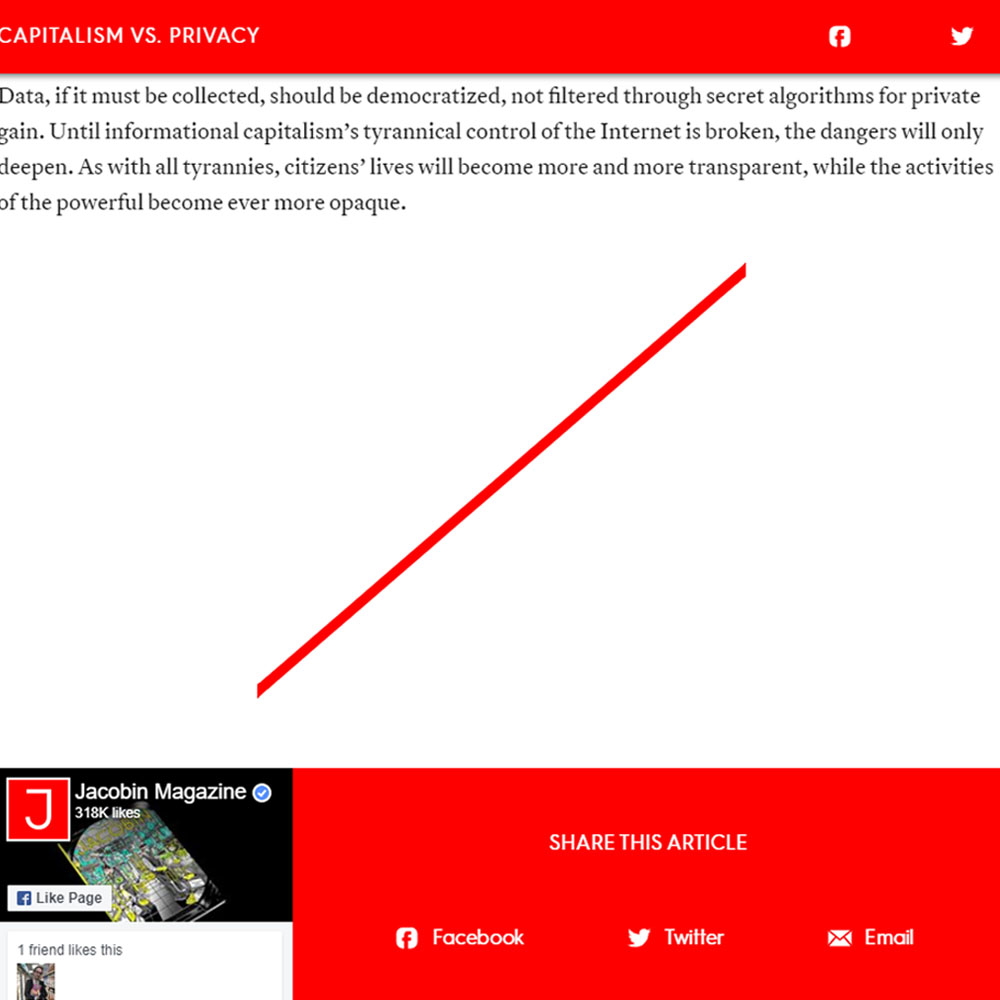 CAPITALISM VS. PRIVACY
Data, if it must be collected, should be democratized, not filtered through secret algorithms for private
gain. Until informational capitalism’s tyrannical control of the Internet is broken, the dangers will only
deepen. As with all tyrannies, citizens’ lives will become more and more transparent, while the activities
of the powerful become ever more opaque.
J
Jacobin Magazine
318K likes
Like Page
1 friend likes this
SHARE THIS ARTICLE
Facebook
Twitter
Email